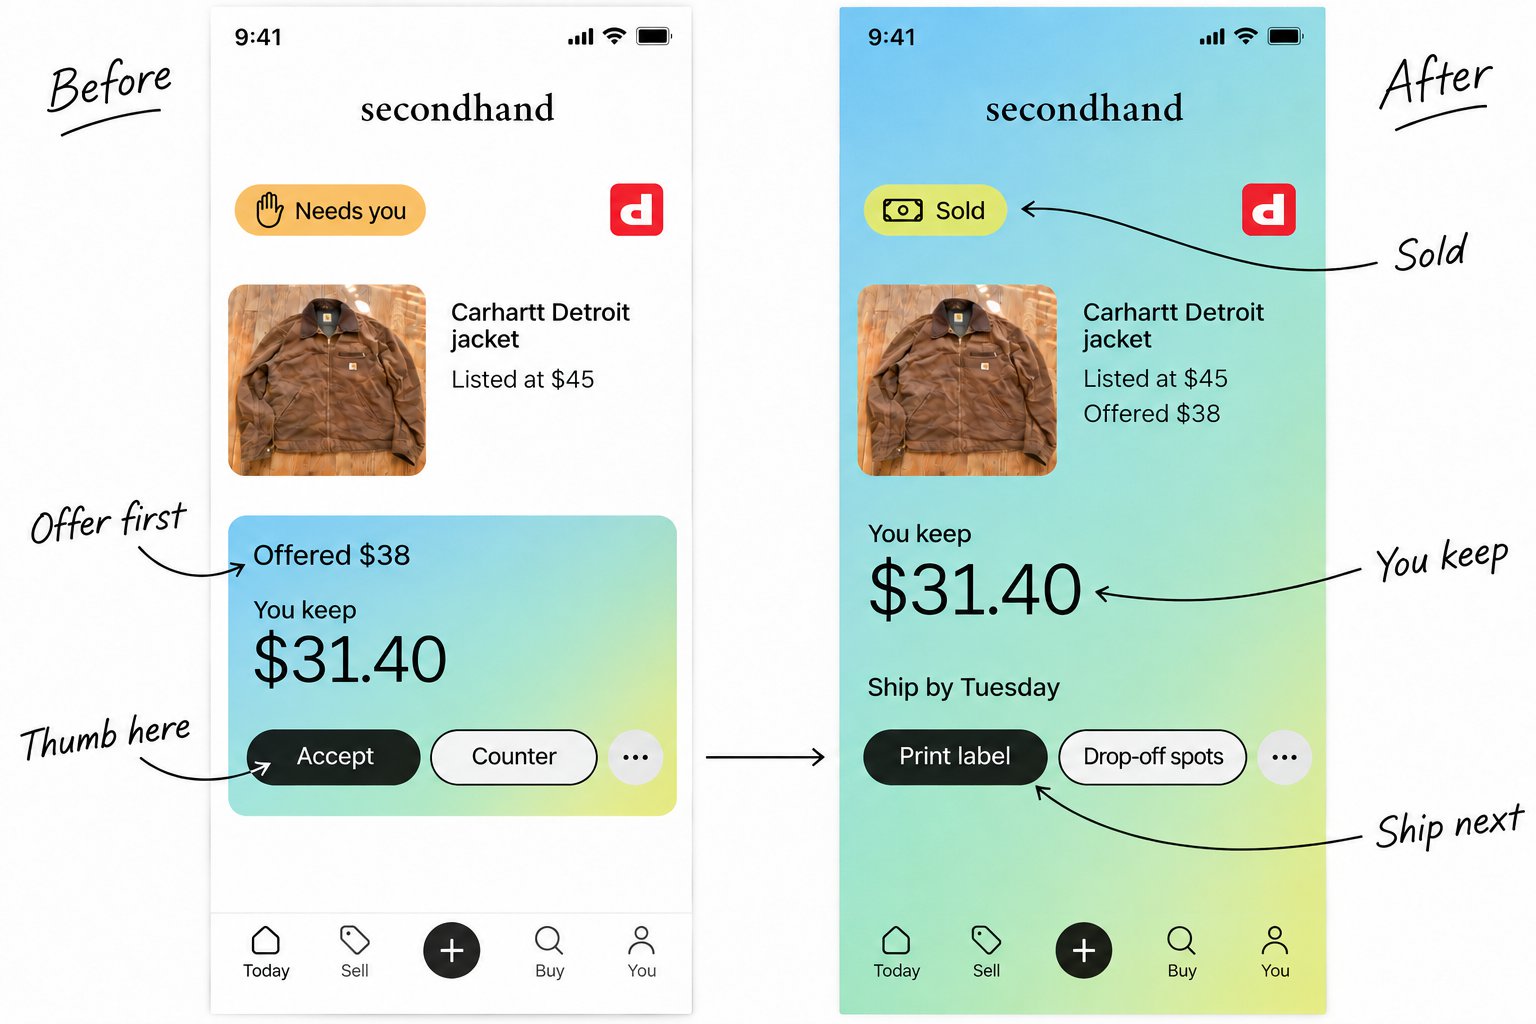 Before
9:41
secondhand
Needs you
d
Carhartt Detroit
jacket
Listed at $45
Offer first
Offered $38
You keep
$31.40
Thumb here
Accept
Counter
Today
Sell
Buy
You
After
9:41
secondhand
Sold
d
Sold
Carhartt Detroit
jacket
Listed at $45
Offered $38
You keep
$31.40
You keep
Ship by Tuesday
Print label
Drop-off spots
Ship next
Today
Sell
Buy
You